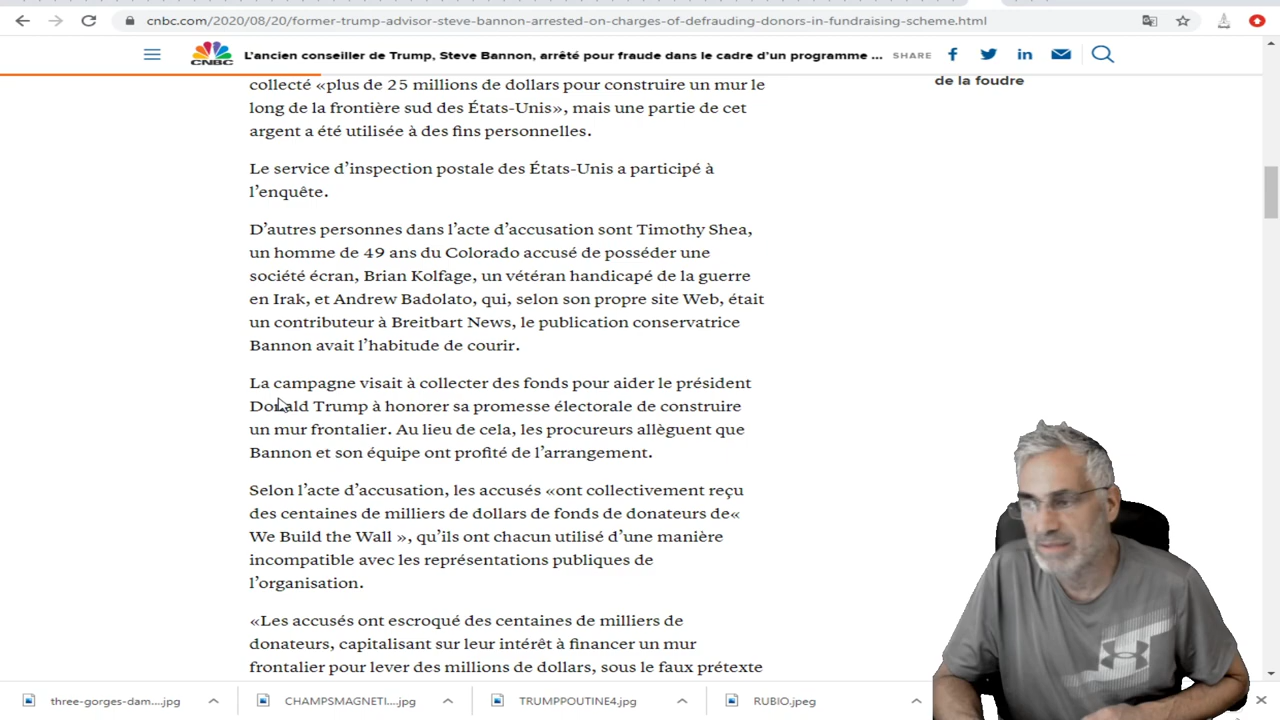 cnbc.com/2020/08/20/former-trump-advisor-steve-bannon-arrested-on-charges-of-defrauding-donors-in-fundraising-scheme.html
CNBC
L'ancien conseiller de Trump, Steve Bannon, arrêté pour fraude dans le cadre d'un programme ...
SHARE
de la foudre
collecté «plus de 25 millions de dollars pour construire un mur le
long de la frontière sud des États-Unis», mais une partie de cet
argent a été utilisée à des fins personnelles.
Le service d'inspection postale des États-Unis a participé à
l'enquête.
D'autres personnes dans l'acte d'accusation sont Timothy Shea,
un homme de 49 ans du Colorado accusé de posséder une
société écran, Brian Kolfage, un vétéran handicapé de la guerre
en Irak, et Andrew Badolato, qui, selon son propre site Web, était
un contributeur à Breitbart News, le publication conservatrice
Bannon avait l'habitude de courir.
La campagne visait à collecter des fonds pour aider le président
Donald Trump à honorer sa promesse électorale de construire
un mur frontalier. Au lieu de cela, les procureurs allèguent que
Bannon et son équipe ont profité de l'arrangement.
Selon l'acte d'accusation, les accusés «ont collectivement reçu
des centaines de milliers de dollars de fonds de donateurs de«
We Build the Wall », qu'ils ont chacun utilisé d'une manière
incompatible avec les représentations publiques de
l'organisation.
«Les accusés ont escroqué des centaines de milliers de
donateurs, capitalisant sur leur intérêt à financer un mur
frontalier pour lever des millions de dollars, sous le faux prétexte
three-gorges-dam....jpg
CHAMPSMAGNETI....jpg
TRUMPPOUTINE4.jpg
RUBIO.jpeg